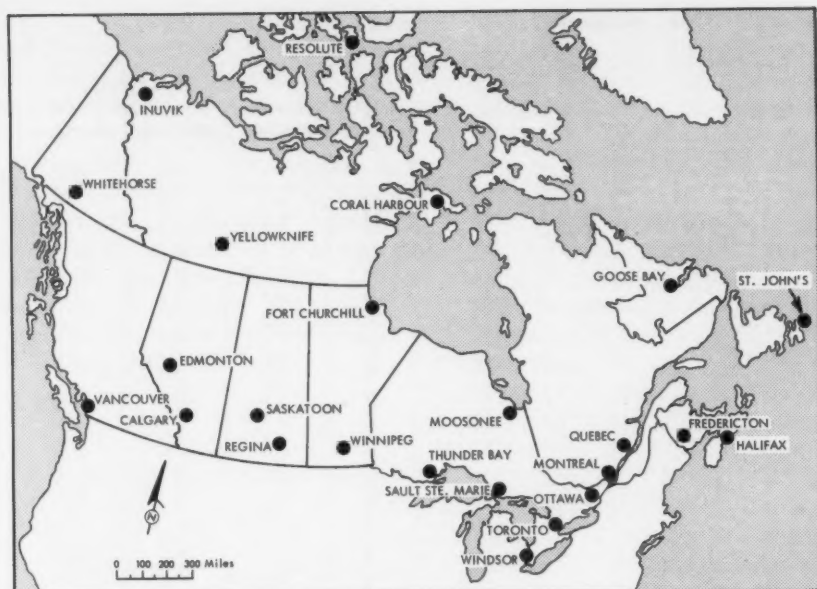 RESOLUTE
INUVIK
WHITEHORSE
CORAL HARBOUR
YELLOWKNIFE
GOOSE BAY
ST. JOHN'S
FORT CHURCHILL
EDMONTON
VANCOUVER
CALGARY
SASKATOON
MOOSONEE
FREDERICTON
REGINA
WINNIPEG
QUEBEC
HALIFAX
THUNDER BAY
MONTREAL
SAULT STE. MARIE
OTTAWA
N
TORONTO
WINDSOR
0 100 200 300 Miles